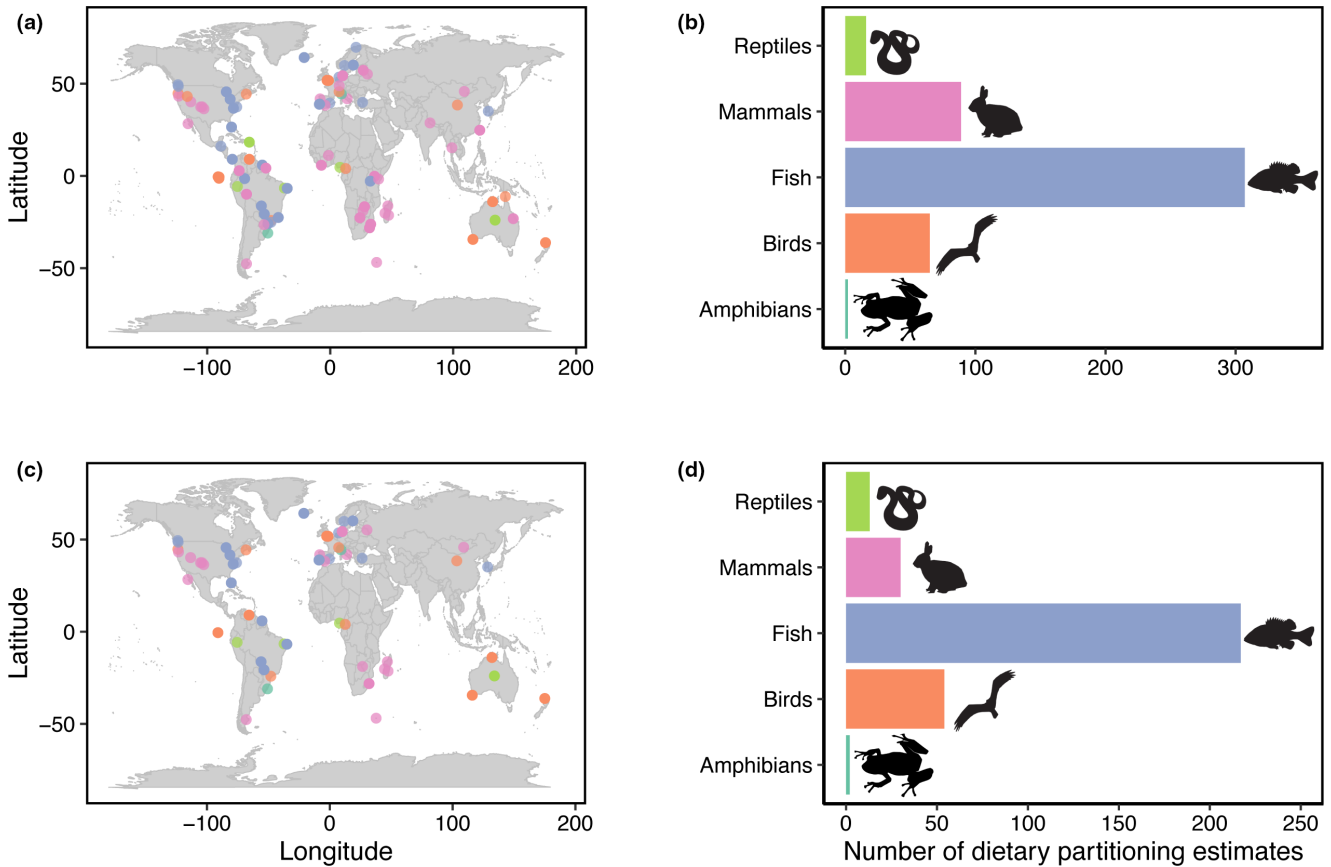 (a)
Latitude
50
0
−50
−100
0
100
200
(b)
Reptiles
Mammals
Fish
Birds
Amphibians
0
100
200
300
(c)
Latitude
50
0
−50
−100
0
100
200
Longitude
(d)
Reptiles
Mammals
Fish
Birds
Amphibians
0
50
100
150
200
250
Number of dietary partitioning estimates